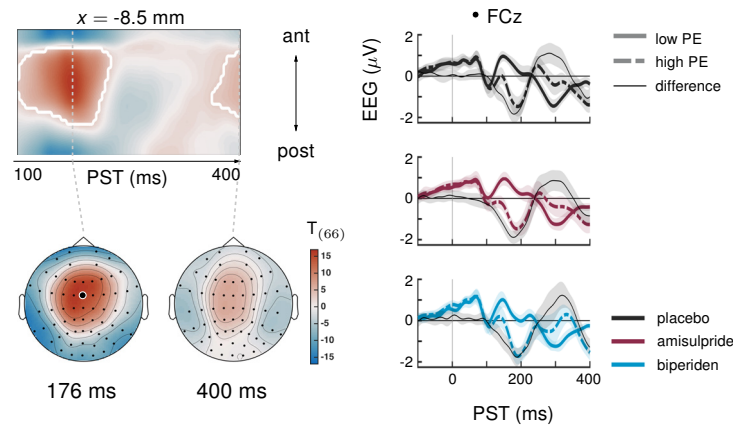 x = -8.5 mm
ant
post
100 PST (ms) 400
T(66)
15
10
5
0
-5
-10
-15
176 ms
400 ms
• FCz
EEG (μV)
2
0
-2
2
0
-2
2
0
-2
0 200 400
PST (ms)
low PE
high PE
difference
placebo
amisulpride
biperiden